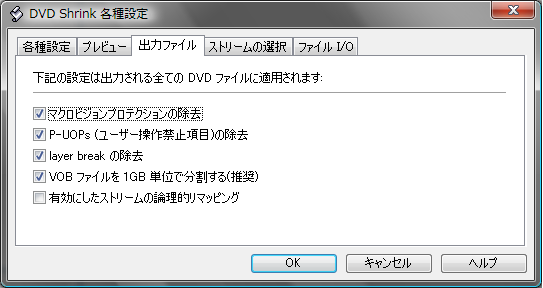 DVD Shrink 各種設定
各種設定 プレビュー 出力ファイル ストリームの選択 ファイル I/O
下記の設定は出力される全ての DVD ファイルに適用されます:
マクロビジョンプロテクションの除去
P-UOPs (ユーザー操作禁止項目)の除去
layer break の除去
VOB ファイルを 1GB 単位で分割する(推奨)
有効にしたストリームの論理的リマッピング
OK キャンセル ヘルプ